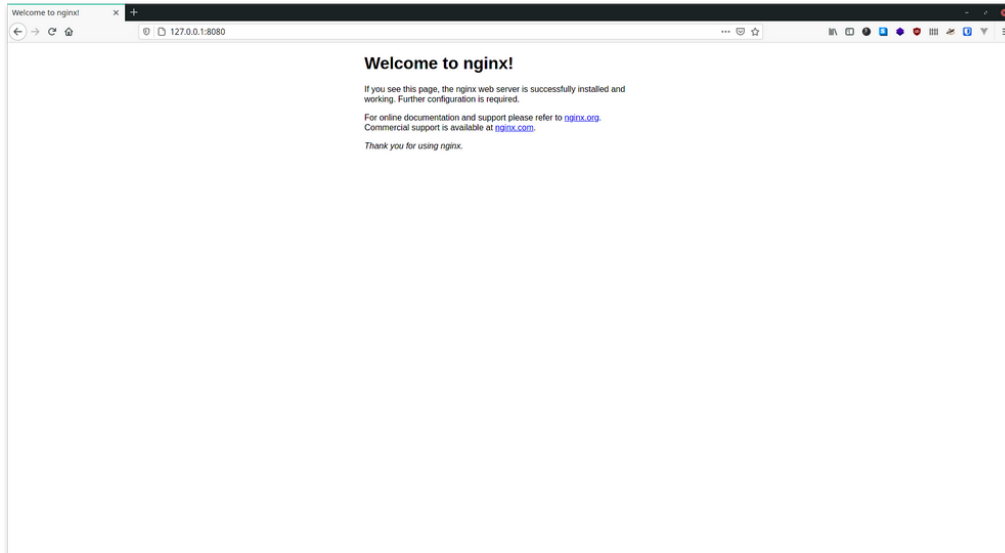 Welcome to nginx!
127.0.0.1:8080
Welcome to nginx!
If you see this page, the nginx web server is successfully installed and
working. Further configuration is required.
For online documentation and support please refer to nginx.org.
Commercial support is available at nginx.com.
Thank you for using nginx.